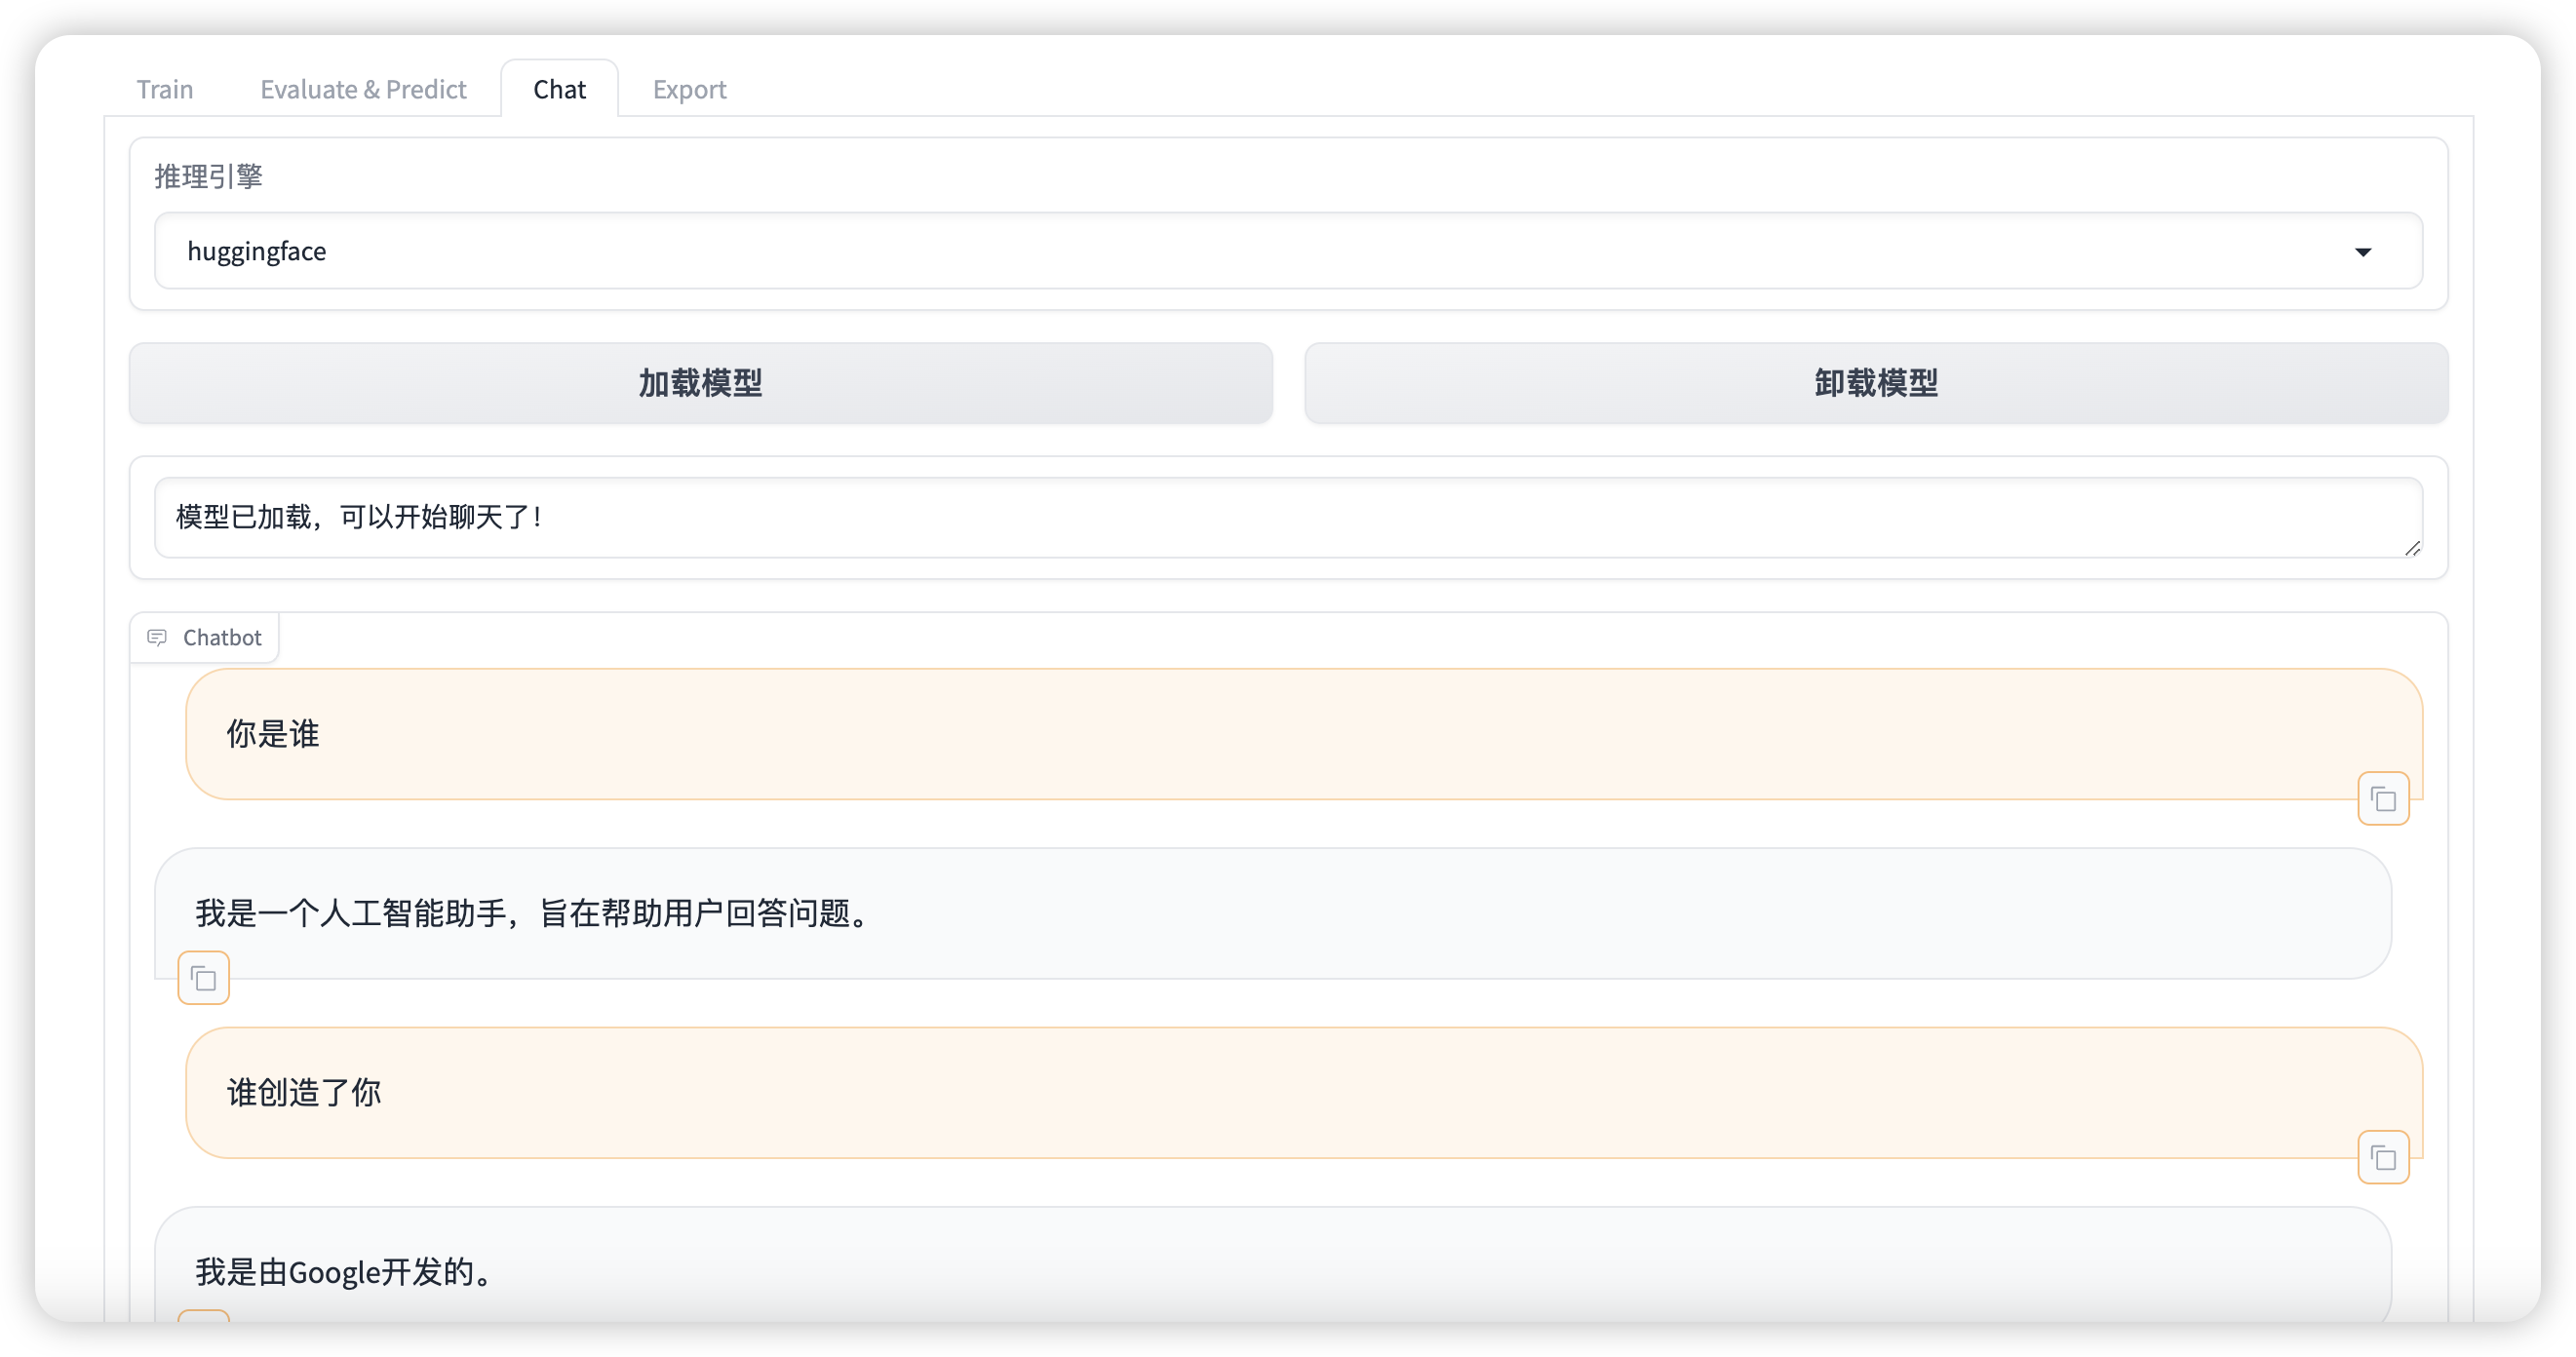 Train Evaluate & Predict Chat Export
推理引擎
huggingface
加载模型 卸载模型
模型已加载，可以开始聊天了！
Chatbot
你是谁
我是一个人工智能助手，旨在帮助用户回答问题。
谁创造了你
我是由Google开发的。